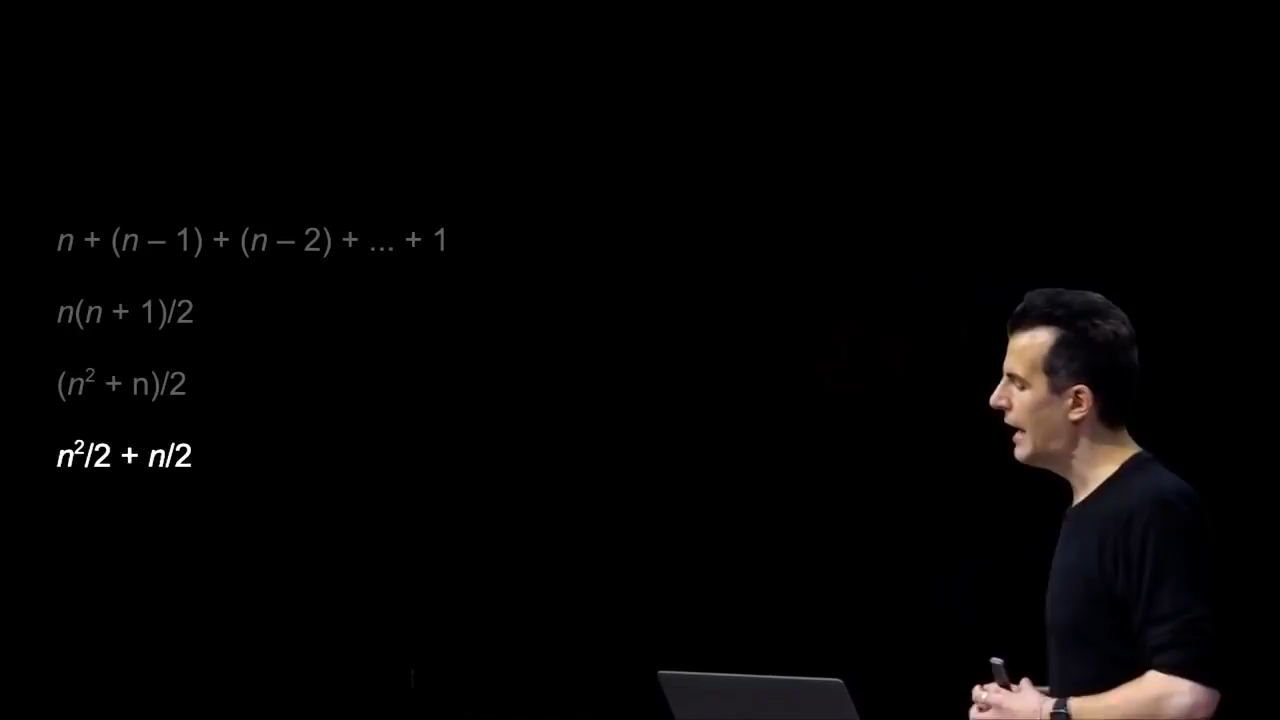 n + (n – 1) + (n – 2) + ... + 1
n(n + 1)/2
(n² + n)/2
n²/2 + n/2